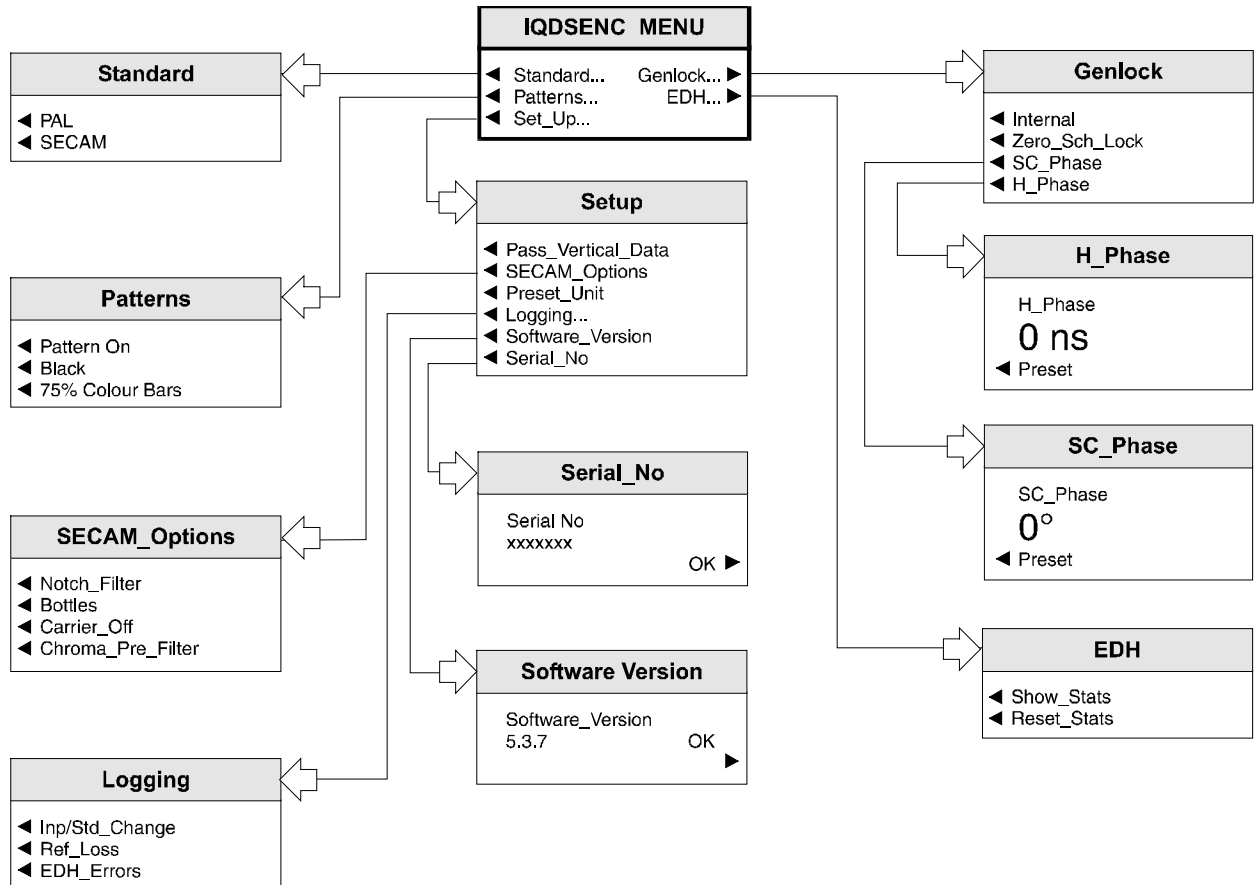 IQDSENC MENU
Standard... Genlock...
Patterns... EDH...
Set_Up...
Standard
PAL
SECAM
Patterns
Pattern On
Black
75% Colour Bars
SECAM_Options
Notch_Filter
Bottles
Carrier_Off
Chroma_Pre_Filter
Logging
Inp/Std_Change
Ref_Loss
EDH_Errors
Setup
Pass_Vertical_Data
SECAM_Options
Preset_Unit
Logging...
Software_Version
Serial_No
Serial_No
Serial No
xxxxxxx
OK
Software Version
Software_Version
5.3.7 OK
Genlock
Internal
Zero_Sch_Lock
SC_Phase
H_Phase
H_Phase
H_Phase
0 ns
Preset
SC_Phase
SC_Phase
0°
Preset
EDH
Show_Stats
Reset_Stats